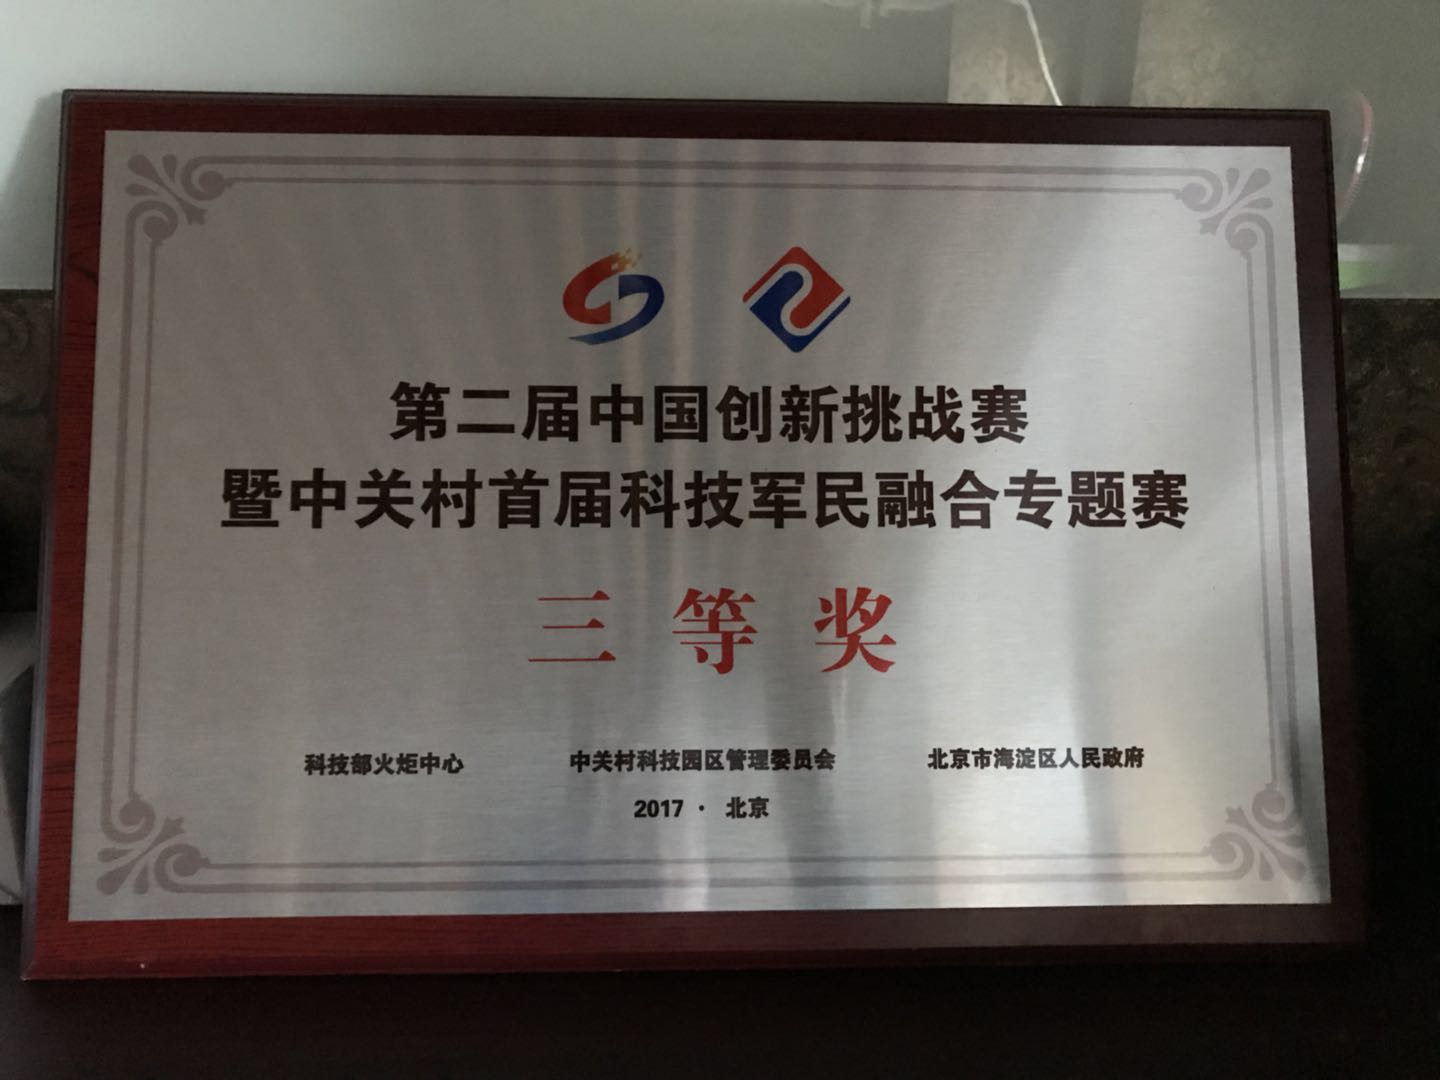 第二届中国创新挑战赛
暨中关村首届科技军民融合专题赛
三等奖
科技部火炬中心 中关村科技园区管理委员会 北京市海淀区人民政府
2017 · 北京